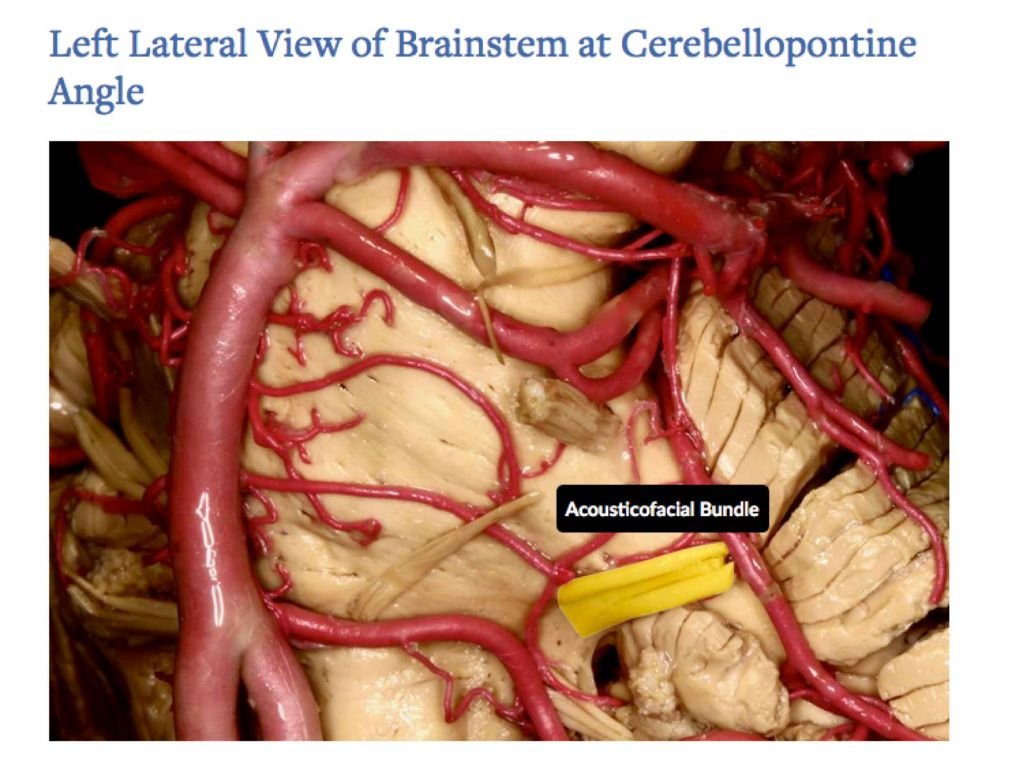 Left Lateral View of Brainstem at Cerebellopontine
Angle
Acousticofacial Bundle